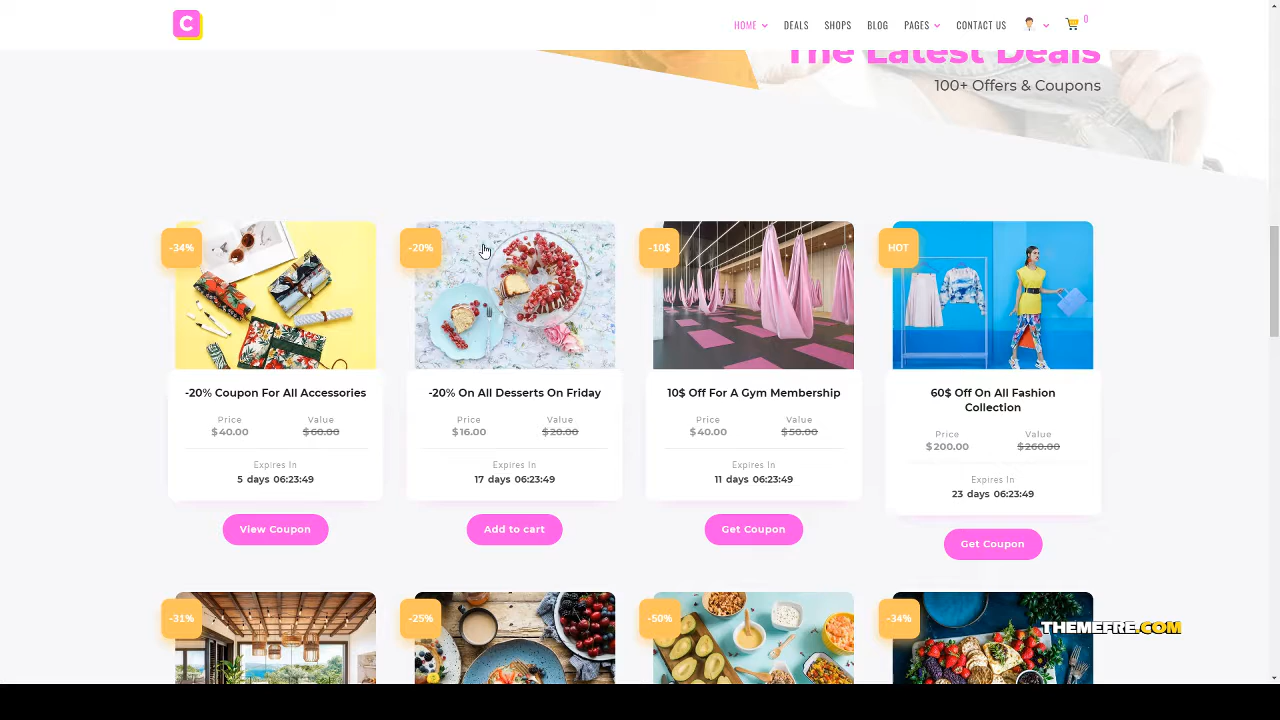 C
HOME DEALS SHOPS BLOG PAGES CONTACT US 0
The Latest Deals
100+ Offers & Coupons
-34%
-20%
-10$
HOT
-20% Coupon For All Accessories
Price Value
$40.00 $60.00
Expires In
5 days 06:23:49
View Coupon
-20% On All Desserts On Friday
Price Value
$16.00 $20.00
Expires In
17 days 06:23:49
Add to cart
10$ Off For A Gym Membership
Price Value
$40.00 $50.00
Expires In
11 days 06:23:49
Get Coupon
60$ Off On All Fashion
Collection
Price Value
$200.00 $260.00
Expires In
23 days 06:23:49
Get Coupon
-31%
-25%
-50%
-34%
THEMEFRE.COM